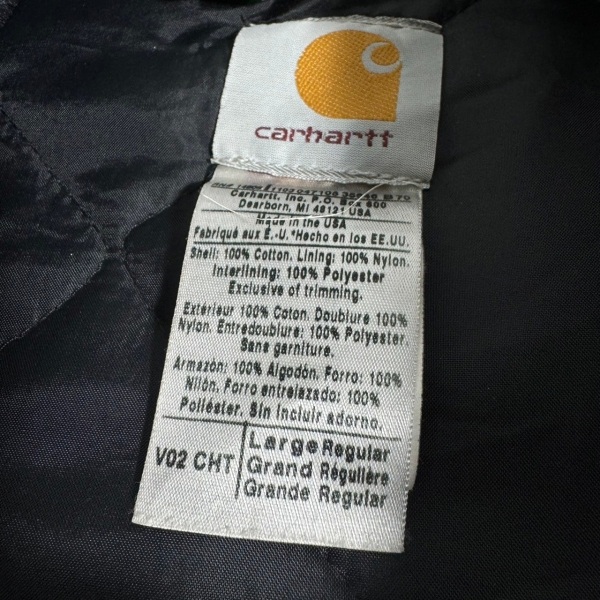 carhartt
Carhartt, Inc. P.O. Box 600
Dearborn, MI 48121 USA
Made in the USA
Fabriqué aux É.-U. *Hecho en los EE.UU.
Shell: 100% Cotton. Lining: 100% Nylon.
Interlining: 100% Polyester
Exclusive of trimming.
Extérieur 100% Coton. Doublure 100%
Nylon. Entredoublure: 100% Polyester.
Sans garniture.
Armazón: 100% Algodon. Forro: 100%
Nilón. Forro entrelazado: 100%
Poliéster. Sin incluir adorno.
V02 CHT
Large Regular
Grand Régulière
Grande Regular